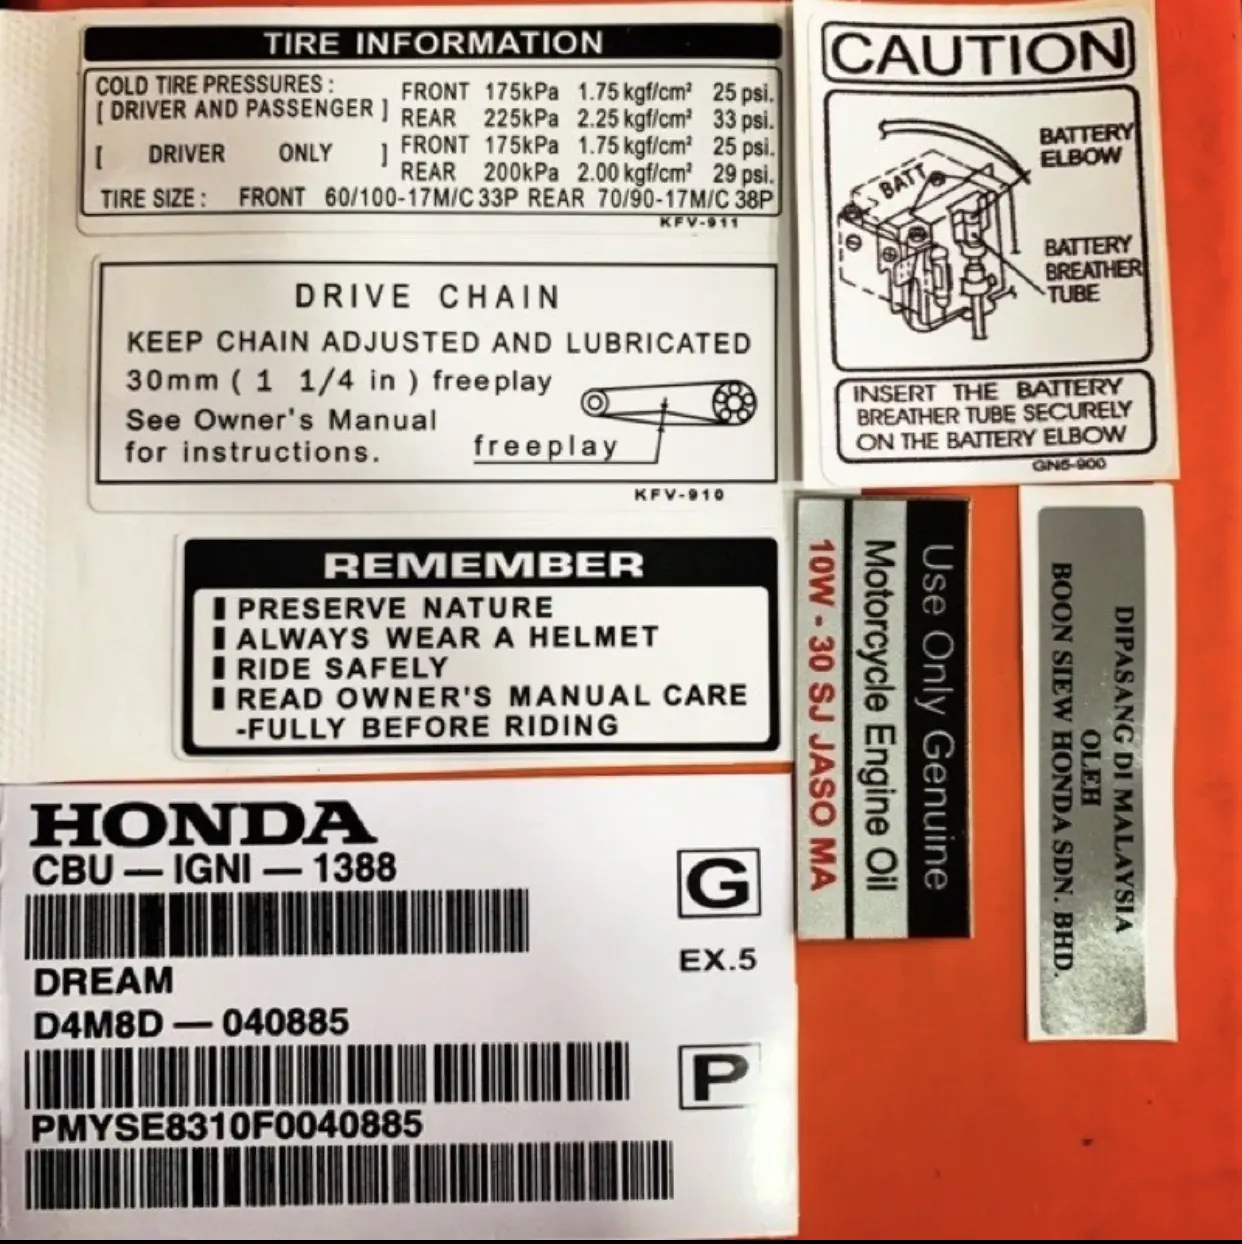 TIRE INFORMATION
COLD TIRE PRESSURES :
[ DRIVER AND PASSENGER ]
FRONT 175kPa 1.75 kgf/cm² 25 psi.
REAR 225kPa 2.25 kgf/cm² 33 psi.
[ DRIVER ONLY ]
FRONT 175kPa 1.75 kgf/cm² 25 psi.
REAR 200kPa 2.00 kgf/cm² 29 psi.
TIRE SIZE : FRONT 60/100-17M/C 33P REAR 70/90-17M/C 38P
KFV-911
DRIVE CHAIN
KEEP CHAIN ADJUSTED AND LUBRICATED
30mm ( 1 1/4 in ) freeplay
See Owner's Manual
for instructions.
freeplay
KFV-910
REMEMBER
PRESERVE NATURE
ALWAYS WEAR A HELMET
RIDE SAFELY
READ OWNER'S MANUAL CARE
-FULLY BEFORE RIDING
CAUTION
BATT
BATTERY
ELBOW
BATTERY
BREATHER
TUBE
INSERT THE BATTERY
BREATHER TUBE SECURELY
ON THE BATTERY ELBOW
GN5-900
Use Only Genuine
Motorcycle Engine Oil
10W - 30 SJ JASO MA
DIPASANG DI MALAYSIA
OLEH
BOON SIEW HONDA SDN. BHD.
HONDA
CBU — IGNI — 1388
G
EX.5
DREAM
D4M8D — 040885
P
PMYSE8310F0040885